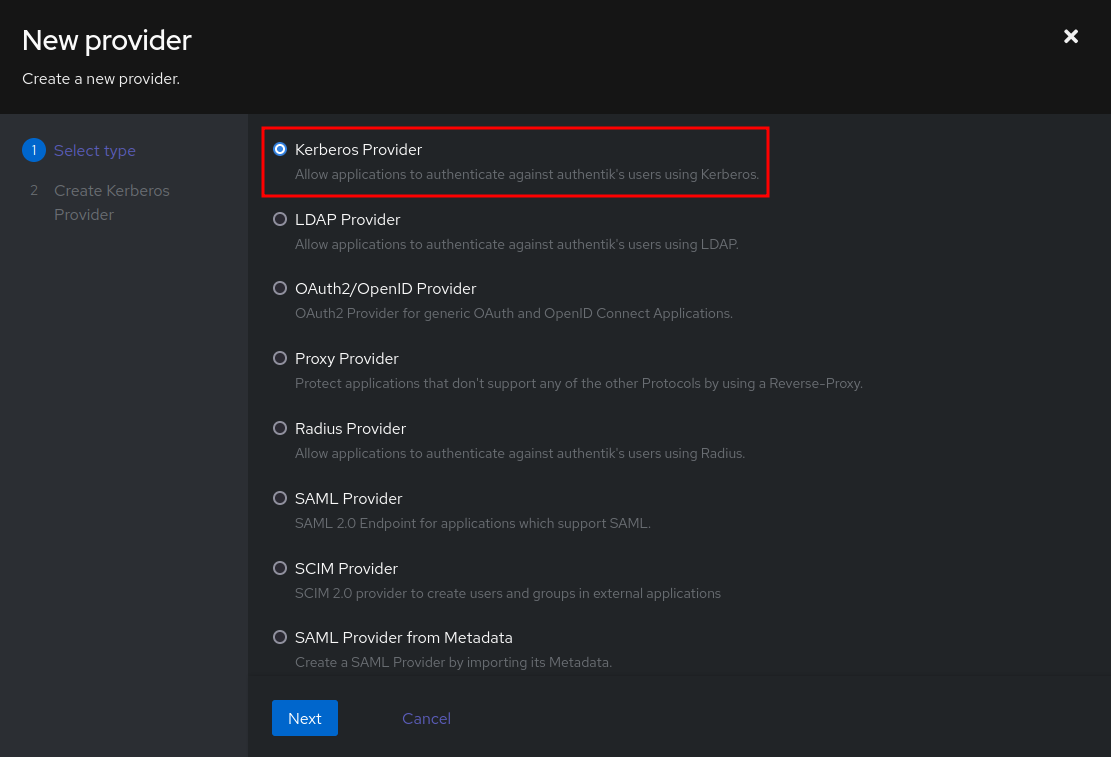 New provider
Create a new provider.
1 Select type
2 Create Kerberos
Provider
Kerberos Provider
Allow applications to authenticate against authentik's users using Kerberos.
LDAP Provider
Allow applications to authenticate against authentik's users using LDAP.
OAuth2/OpenID Provider
OAuth2 Provider for generic OAuth and OpenID Connect Applications.
Proxy Provider
Protect applications that don't support any of the other Protocols by using a Reverse-Proxy.
Radius Provider
Allow applications to authenticate against authentik's users using Radius.
SAML Provider
SAML 2.0 Endpoint for applications which support SAML.
SCIM Provider
SCIM 2.0 provider to create users and groups in external applications
SAML Provider from Metadata
Create a SAML Provider by importing its Metadata.
Next Cancel